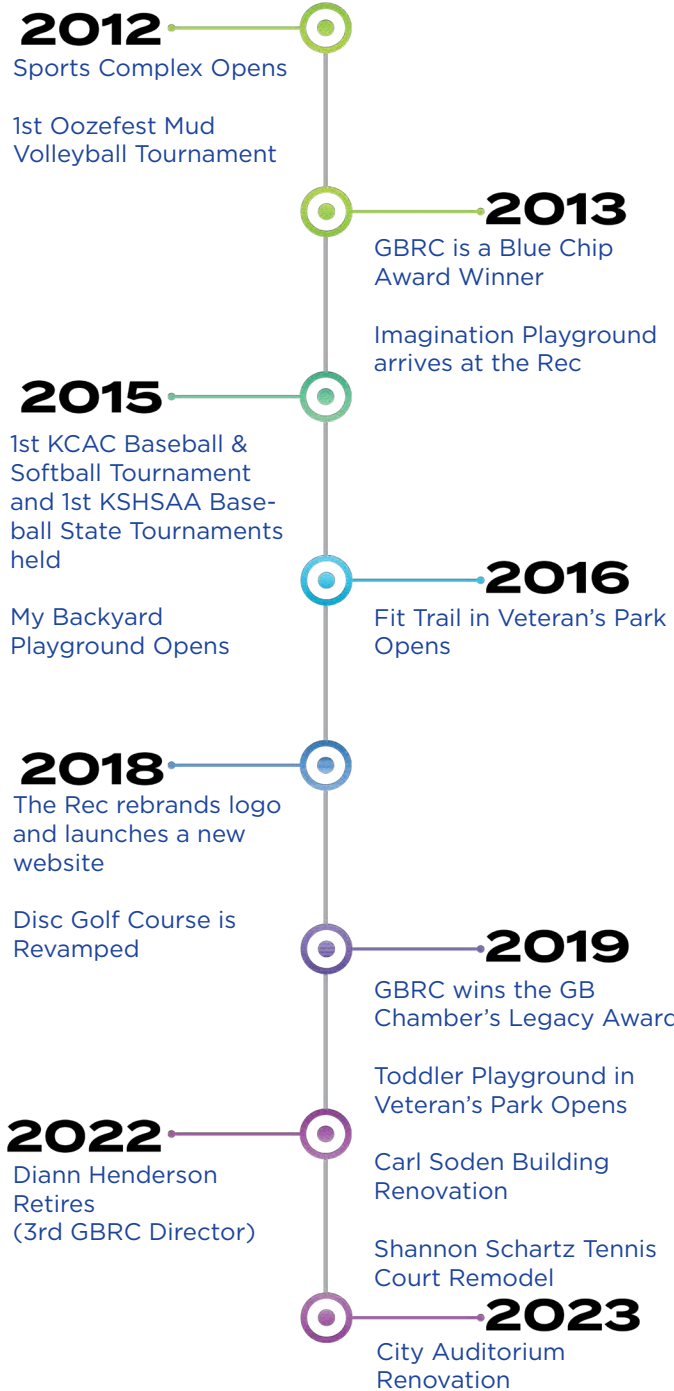 2012
Sports Complex Opens
1st Oozefest Mud
Volleyball Tournament
2013
GBRC is a Blue Chip
Award Winner
Imagination Playground
arrives at the Rec
2015
1st KCAC Baseball &
Softball Tournament
and 1st KSHSAA Base-
ball State Tournaments
held
My Backyard
Playground Opens
2016
Fit Trail in Veteran's Park
Opens
2018
The Rec rebrands logo
and launches a new
website
Disc Golf Course is
Revamped
2019
GBRC wins the GB
Chamber's Legacy Award
Toddler Playground in
Veteran's Park Opens
Carl Soden Building
Renovation
Shannon Schartz Tennis
Court Remodel
2022
Diann Henderson
Retires
(3rd GBRC Director)
2023
City Auditorium
Renovation